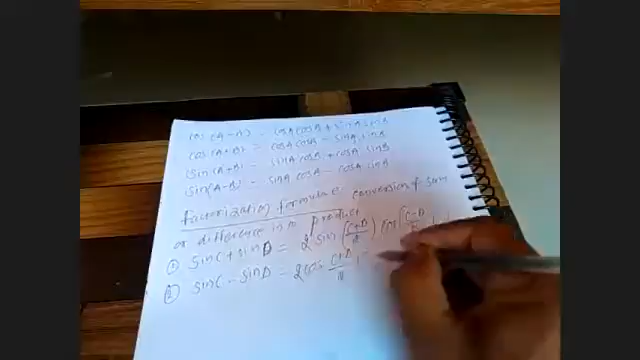 cos (A-B) = cosA cosB + sinA sinB
cos (A+B) = cosA cosB - sinA sinB
sin(A+B) = sinA cosB + cosA sinB
sin(A-B) = sinA cosB - cosA sinB
factorization formula conversion of sum
or difference into product
① sinC + sinD = 2 sin (C+D/2) cos (C-D/2)
② sinC - sinD = 2cos C+D/2